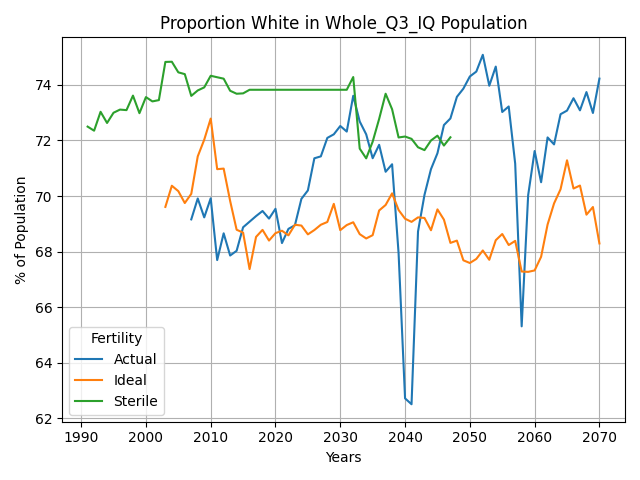 Proportion White in Whole_Q3_IQ Population
% of Population
74
72
70
68
66
64
62
Fertility
Actual
Ideal
Sterile
1990 2000 2010 2020 2030 2040 2050 2060 2070
Years